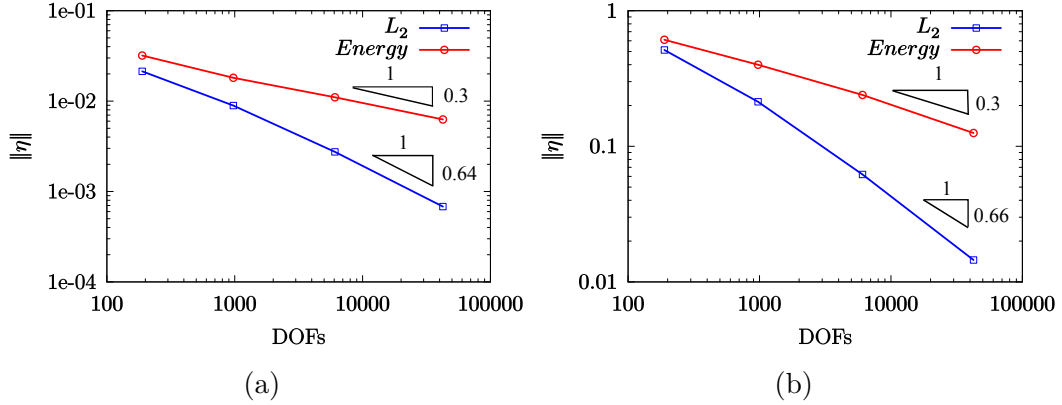 1e-01
1e-02
1e-03
1e-04
‖η‖
L₂
Energy
1
0.3
1
0.64
100
1000
10000
100000
DOFs
(a)
1
0.1
0.01
‖η‖
L₂
Energy
1
0.3
1
0.66
100
1000
10000
100000
DOFs
(b)